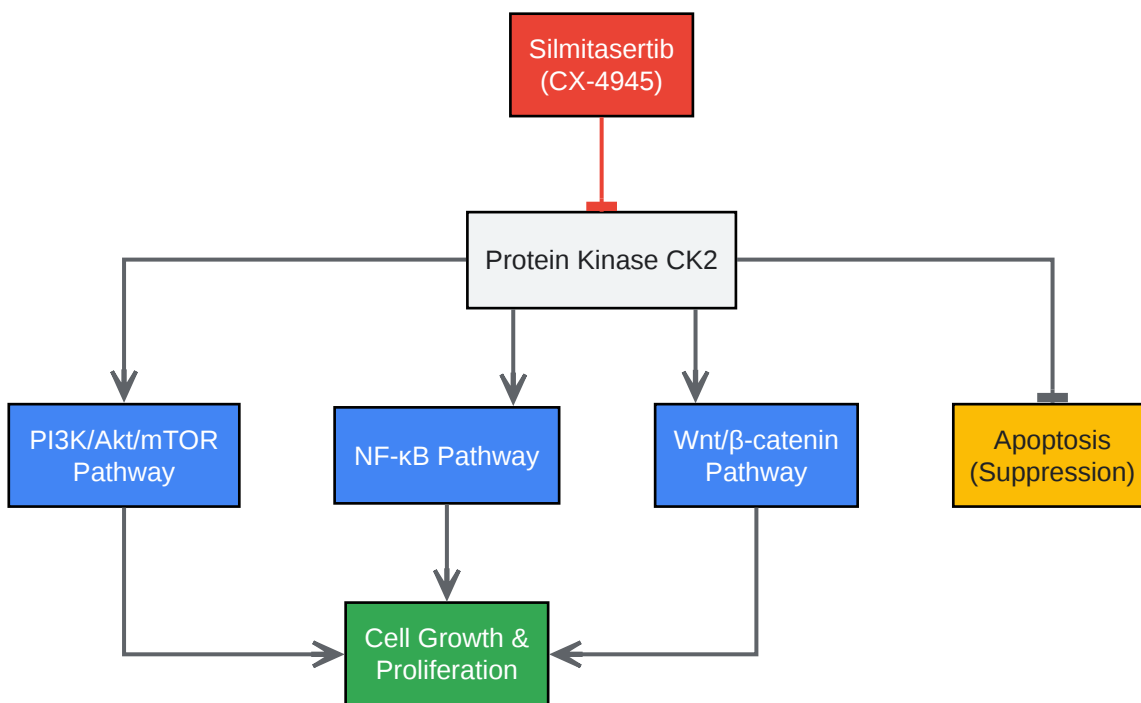 Silmitasertib
(CX-4945)
Protein Kinase CK2
PI3K/Akt/mTOR
Pathway
NF-κB Pathway
Wnt/β-catenin
Pathway
Apoptosis
(Suppression)
Cell Growth &
Proliferation